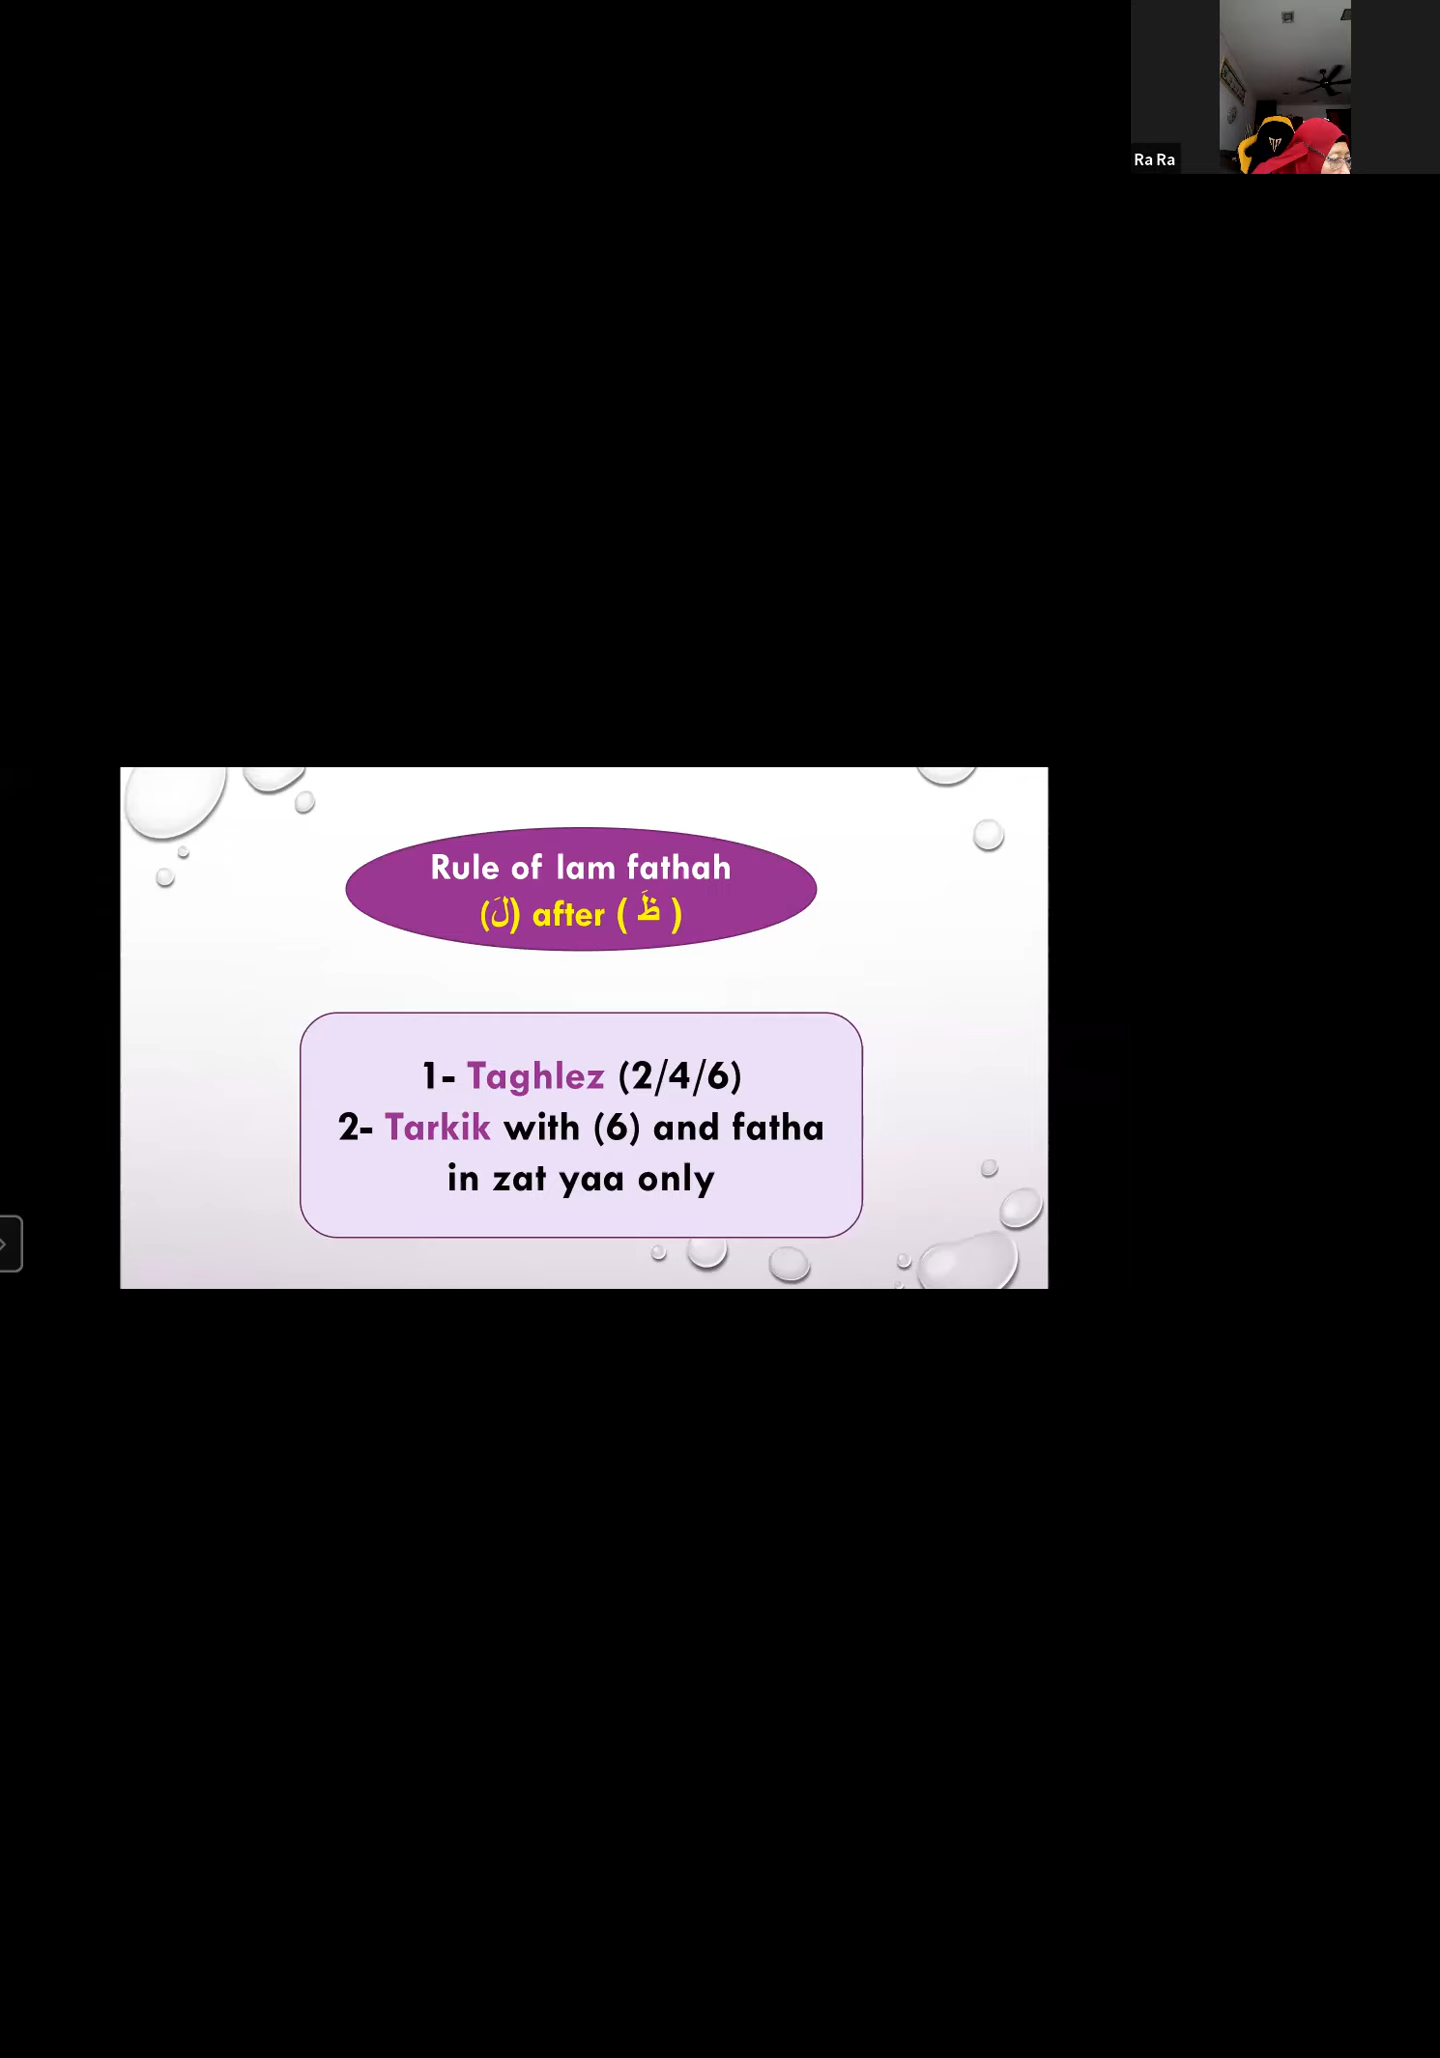 Ra Ra
Rule of lam fathah
(لَ) after ( ظَ )
1- Taghlez (2/4/6)
2- Tarkik with (6) and fatha
in zat yaa only